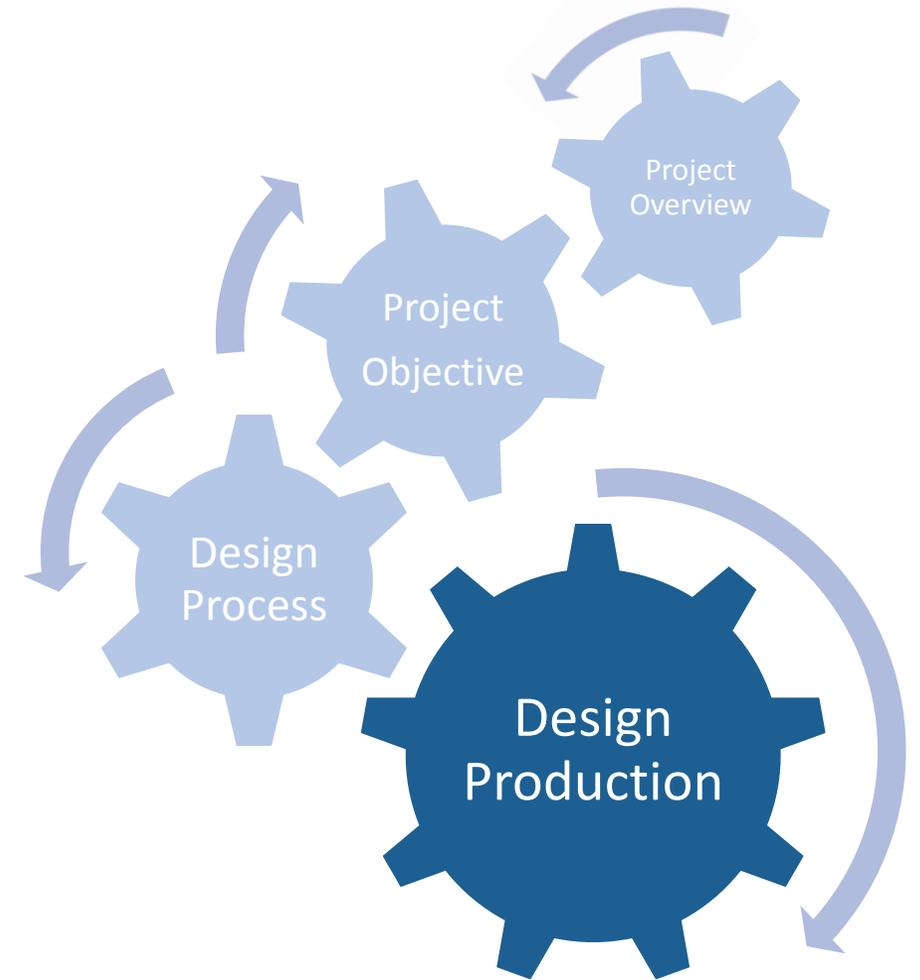 Project
Overview
Project
Objective
Design
Process
Design
Production